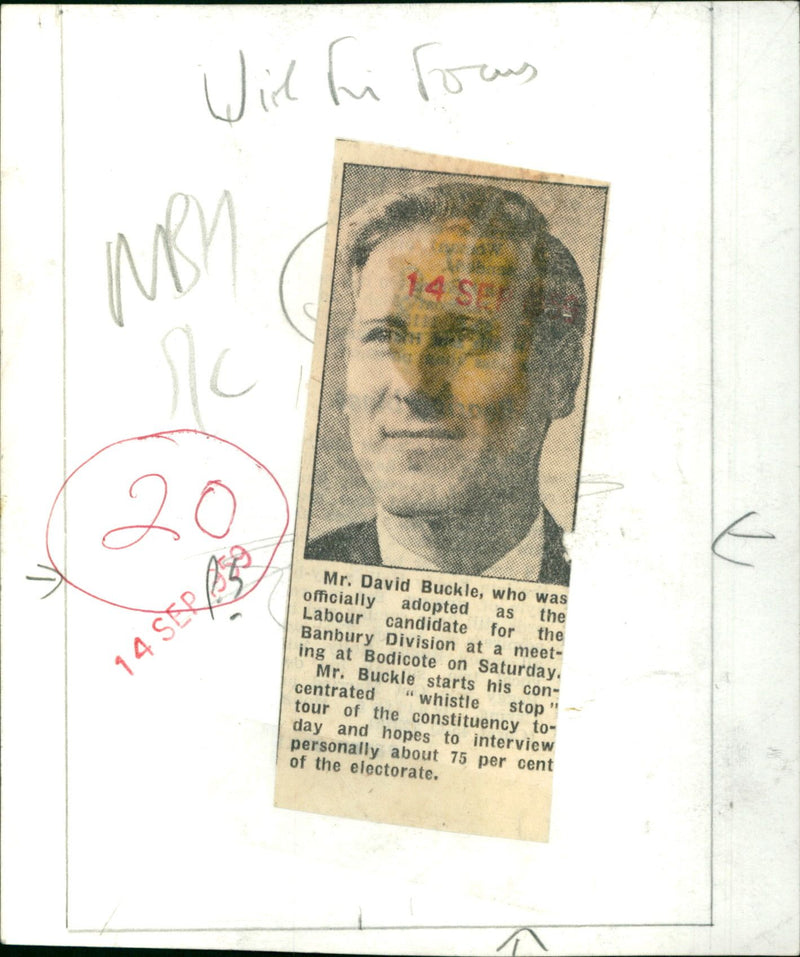 14 SEP
20
14 SEP 1959
P5
Mr. David Buckle, who was
officially adopted as the
Labour candidate for the
Banbury Division at a meet-
ing at Bodicote on Saturday.
Mr. Buckle starts his con-
centrated "whistle stop"
tour of the constituency to-
day and hopes to interview
personally about 75 per cent
of the electorate.